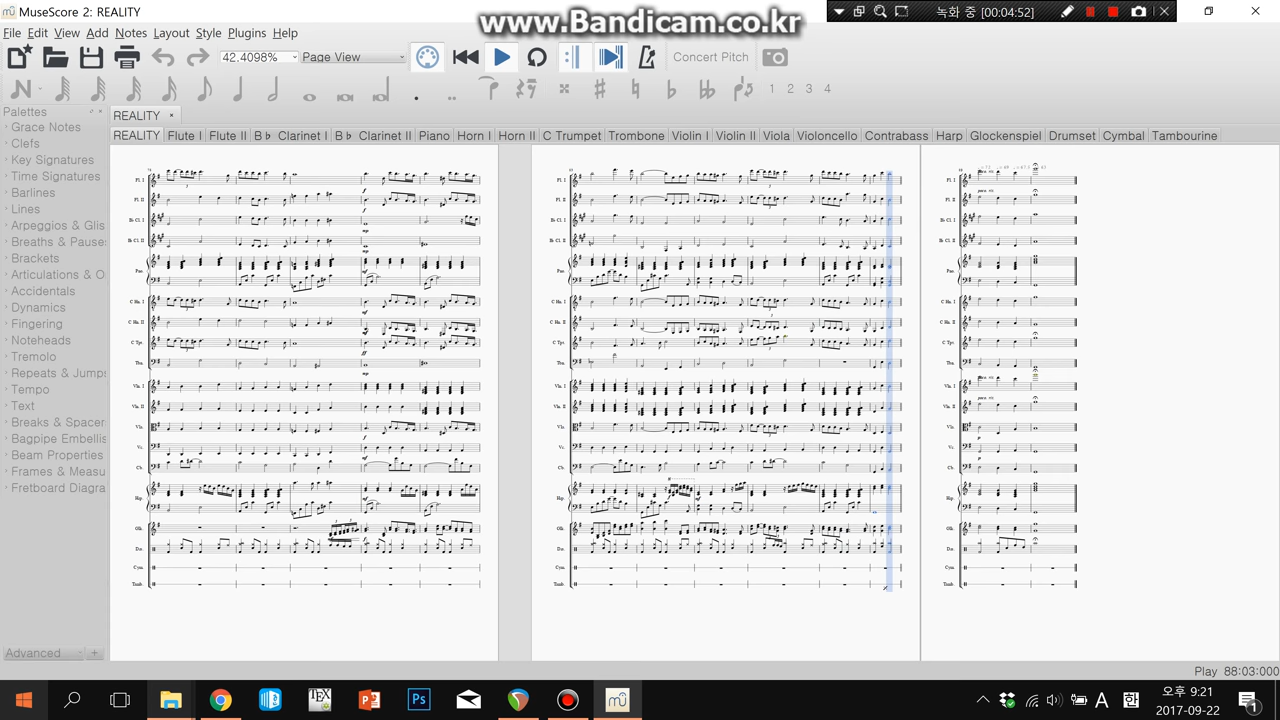 MuseScore 2: REALITY
www.Bandicam.co.kr
녹화 중 [00:04:52]
File Edit View Add Notes Layout Style Plugins Help
42.4098% Page View Concert Pitch
1 2 3 4
Palettes
REALITY
REALITY Flute I Flute II B♭ Clarinet I B♭ Clarinet II Piano Horn I Horn II C Trumpet Trombone Violin I Violin II Viola Violoncello Contrabass Harp Glockenspiel Drumset Cymbal Tambourine
Grace Notes
Clefs
Key Signatures
Time Signatures
Barlines
Lines
Arpeggios & Glis
Breaths & Pause
Brackets
Articulations & O
Accidentals
Dynamics
Fingering
Noteheads
Tremolo
Repeats & Jumps
Tempo
Text
Breaks & Spacer
Bagpipe Embellis
Beam Properties
Frames & Measu
Fretboard Diagra
Advanced
Play 88:03:000
A 한 오후 9:21
2017-09-22